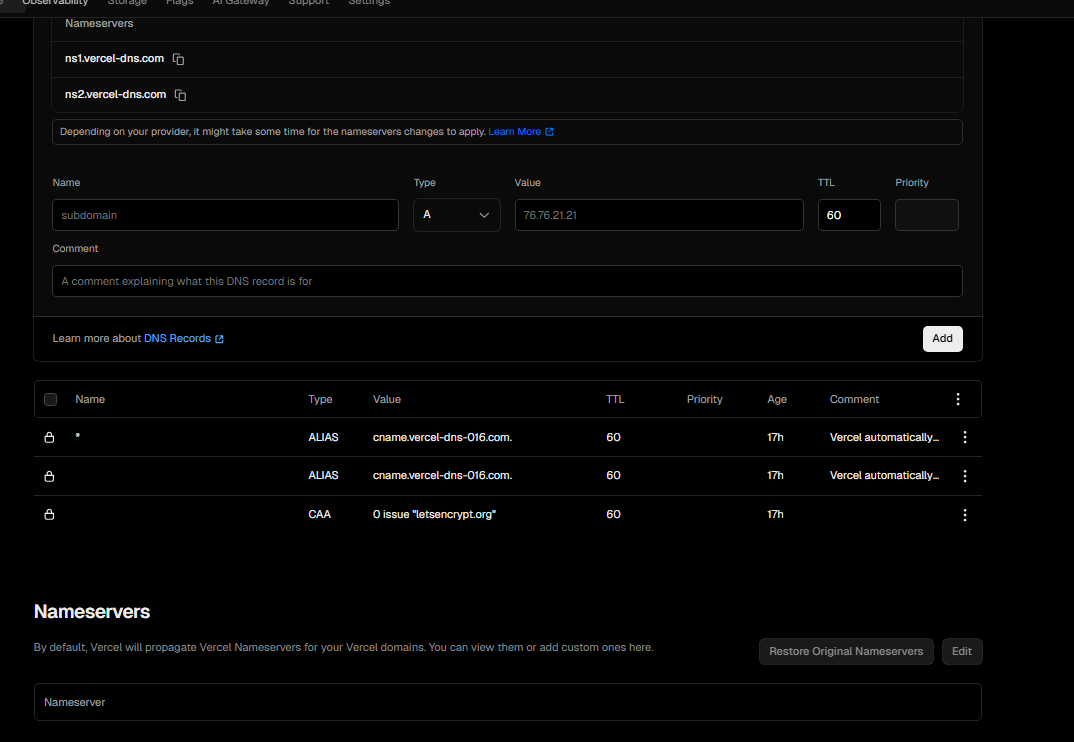 Observability Storage Flags AI Gateway Support Settings
Nameservers
ns1.vercel-dns.com
ns2.vercel-dns.com
Depending on your provider, it might take some time for the nameservers changes to apply. Learn More
Name Type Value TTL Priority
subdomain A 76.76.21.21 60
Comment
A comment explaining what this DNS record is for
Learn more about DNS Records Add
Name Type Value TTL Priority Age Comment
* ALIAS cname.vercel-dns-016.com. 60 17h Vercel automatically...
ALIAS cname.vercel-dns-016.com. 60 17h Vercel automatically...
CAA 0 issue "letsencrypt.org" 60 17h
Nameservers
By default, Vercel will propagate Vercel Nameservers for your Vercel domains. You can view them or add custom ones here. Restore Original Nameservers Edit
Nameserver